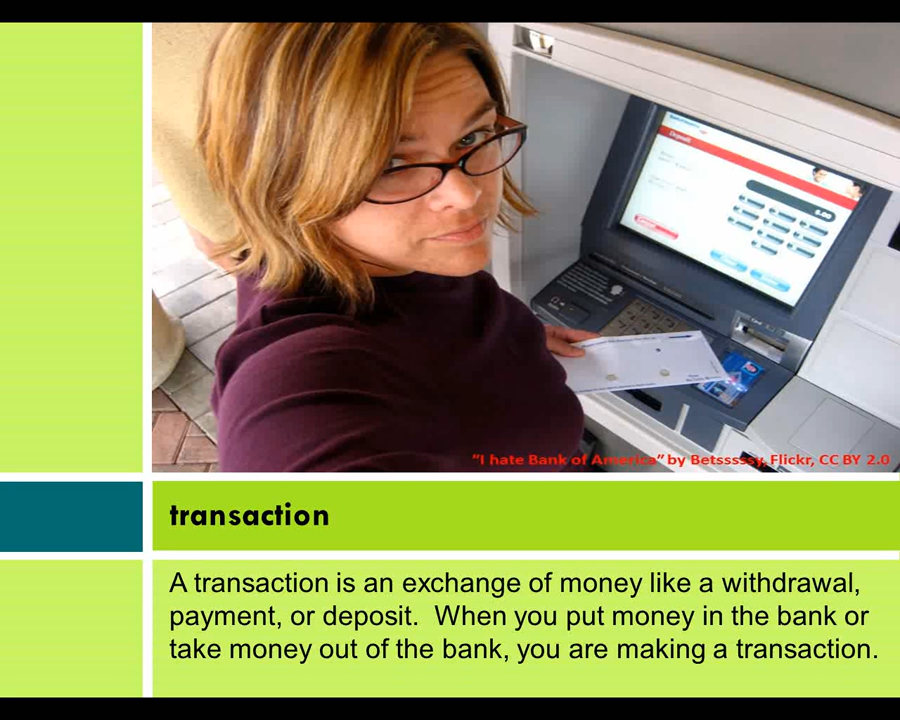 Deposit
"I hate Bank of America" by Betsssssy, Flickr, CC BY 2.0
transaction
A transaction is an exchange of money like a withdrawal,
payment, or deposit.  When you put money in the bank or
take money out of the bank, you are making a transaction.